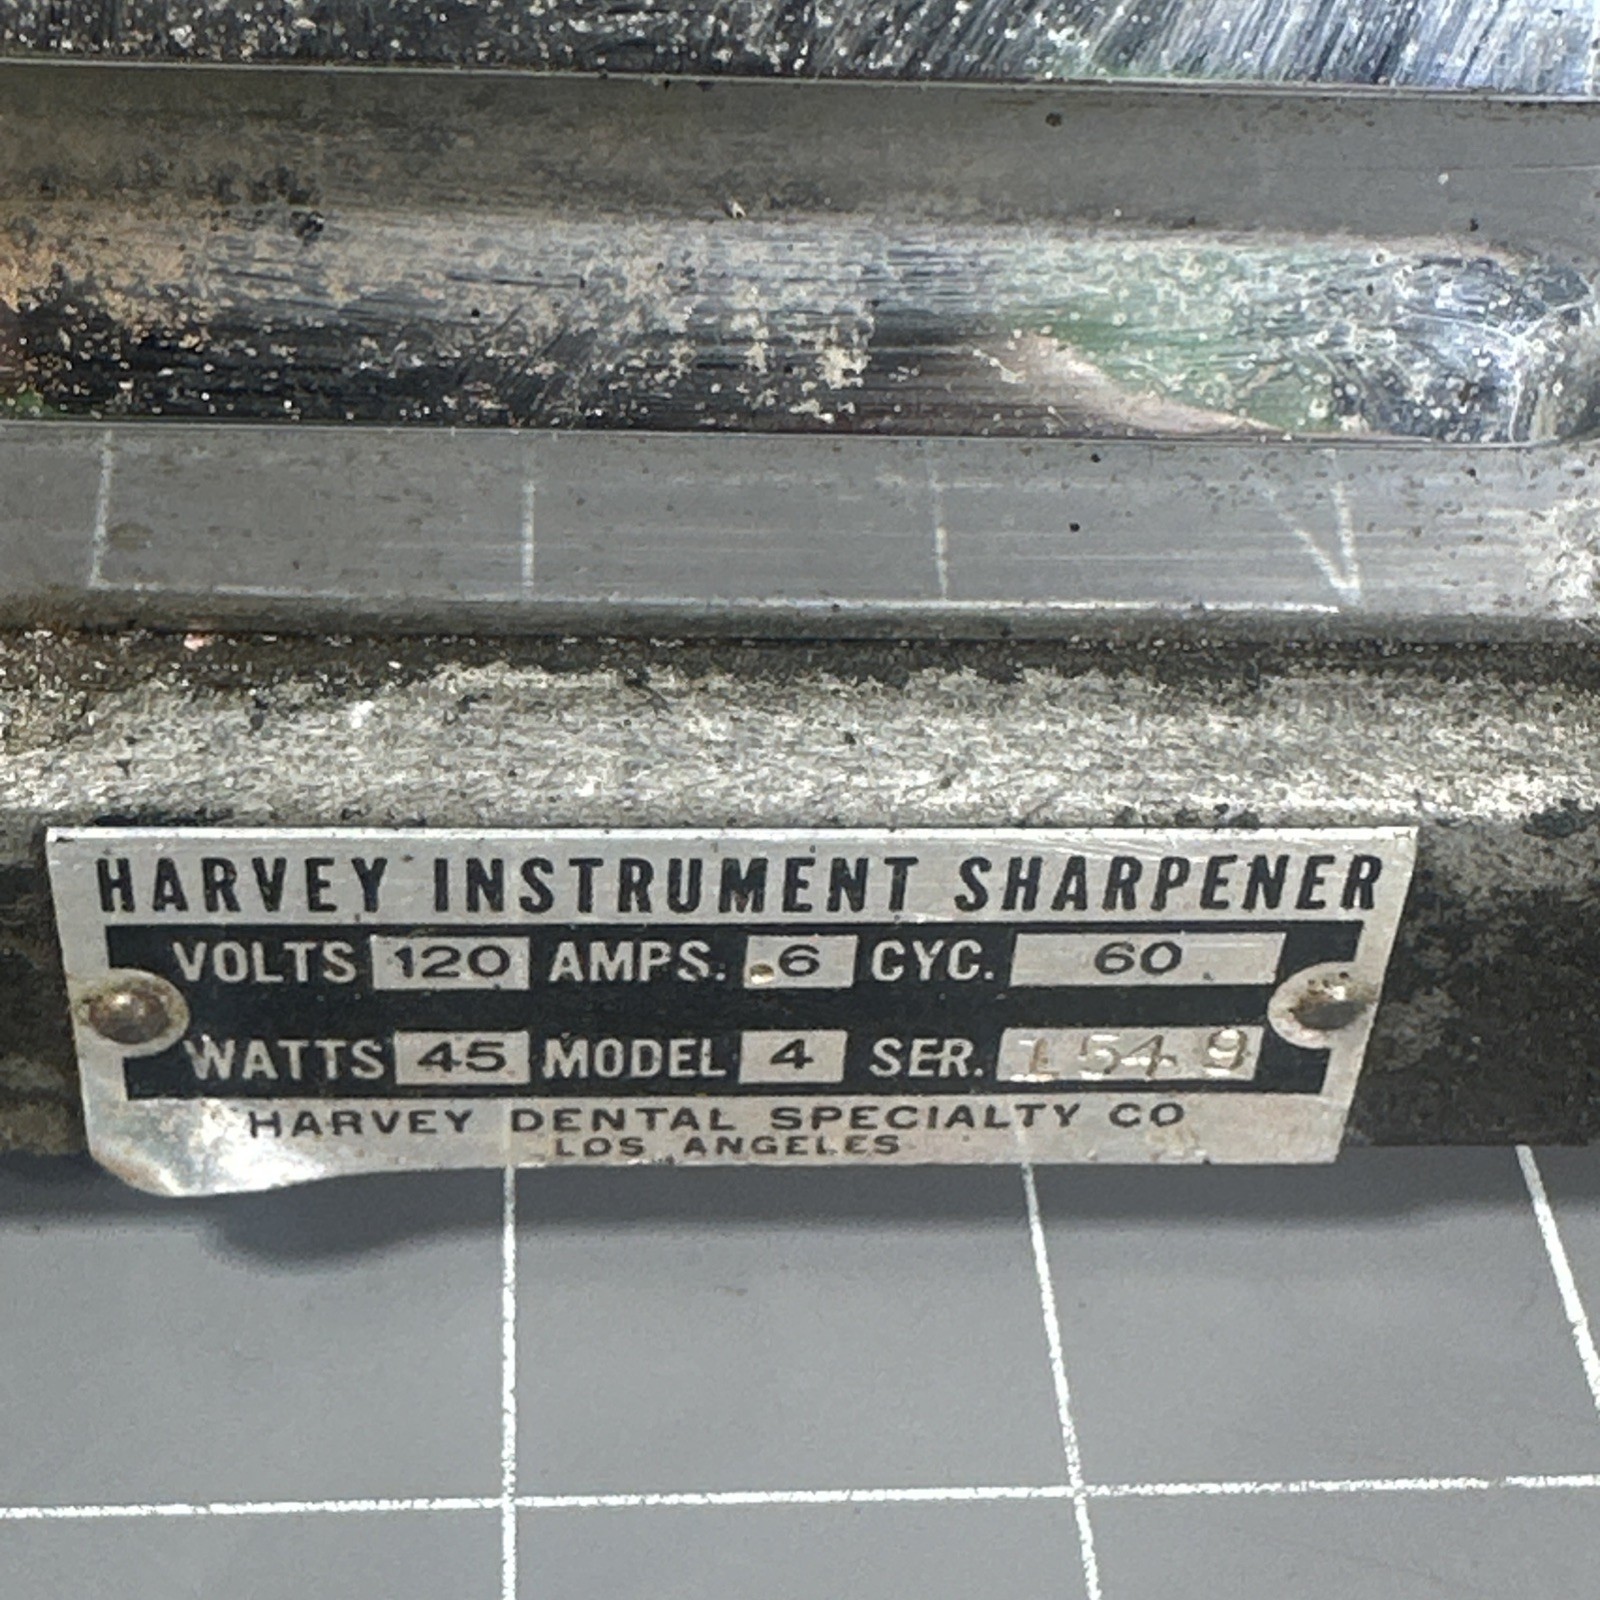 HARVEY INSTRUMENT SHARPENER
VOLTS 120 AMPS. .6 CYC. 60
WATTS 45 MODEL 4 SER. 1549
HARVEY DENTAL SPECIALTY CO
LOS ANGELES